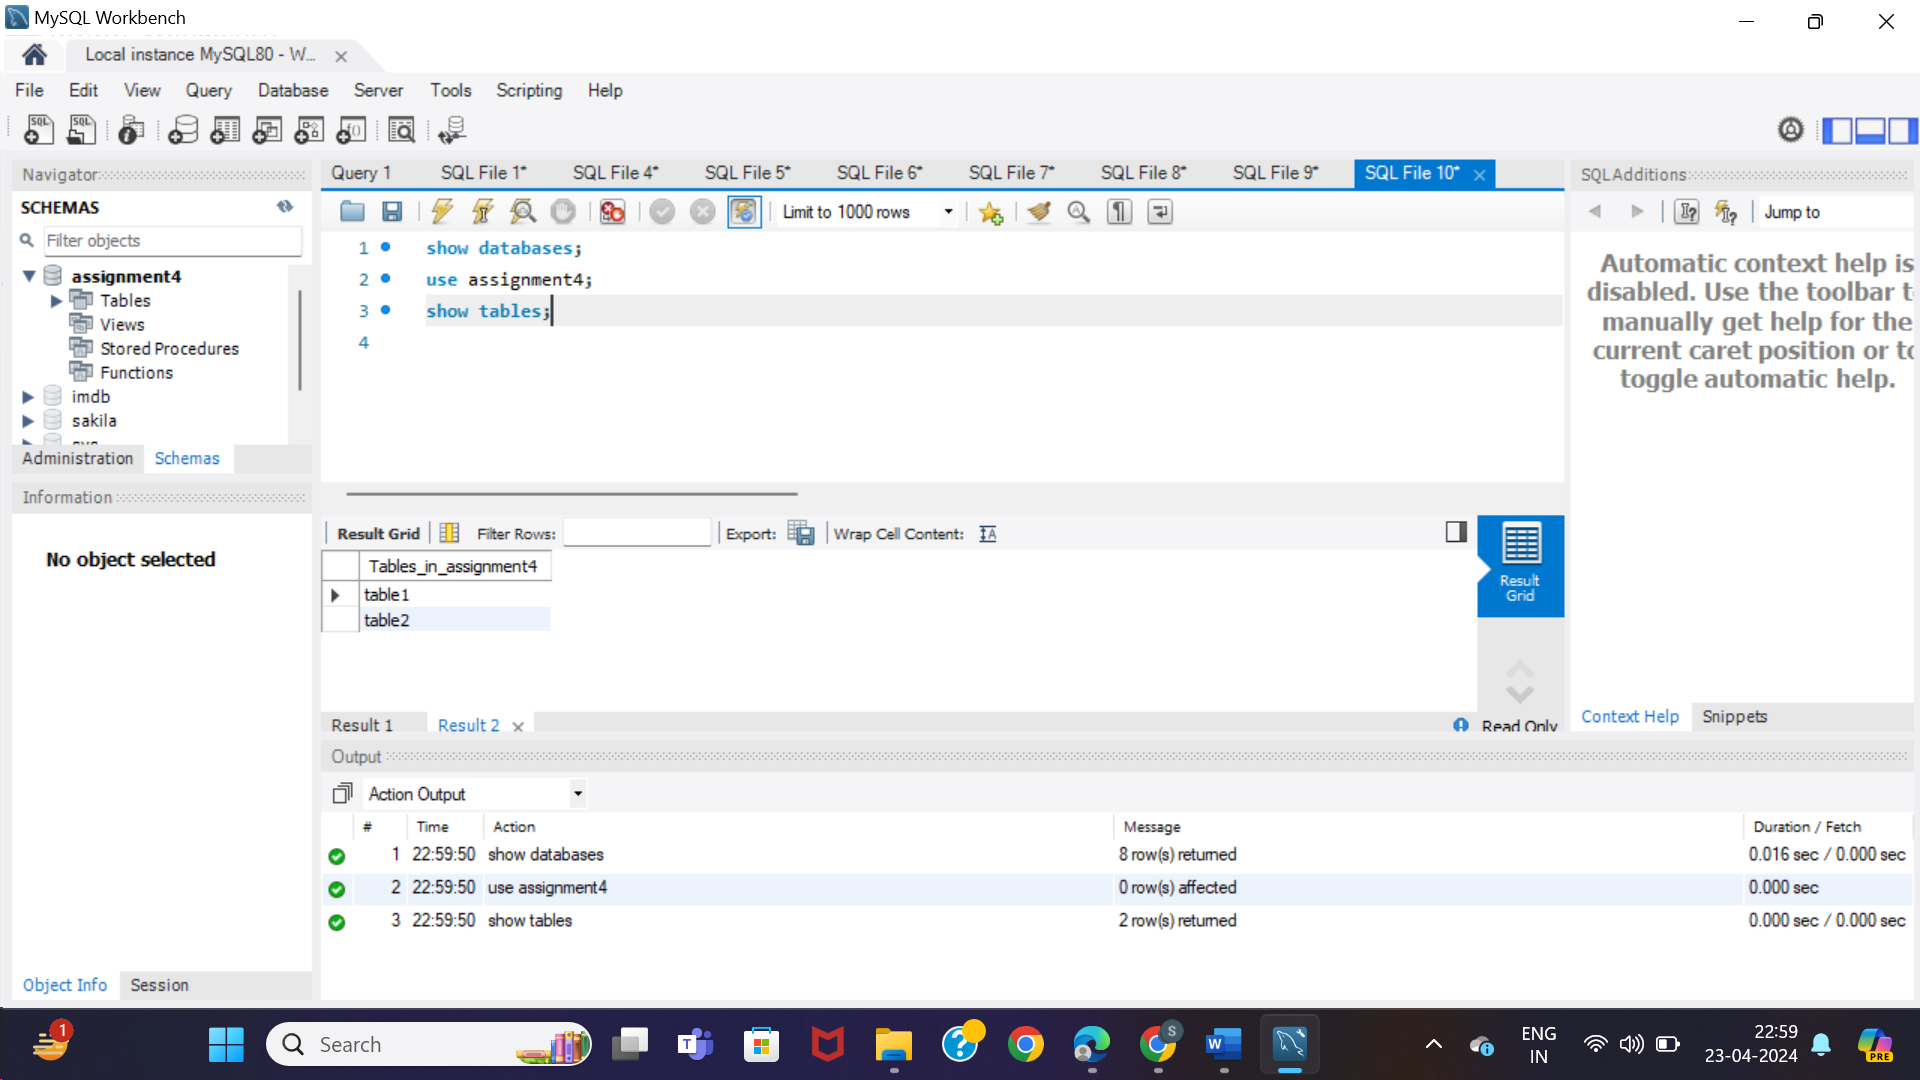 MySQL Workbench
Local instance MySQL80 - W...
File Edit View Query Database Server Tools Scripting Help
Navigator
SCHEMAS
Filter objects
assignment4
Tables
Views
Stored Procedures
Functions
imdb
sakila
Administration Schemas
Information
No object selected
Object Info Session
Query 1 SQL File 1* SQL File 4* SQL File 5* SQL File 6* SQL File 7* SQL File 8* SQL File 9* SQL File 10*
Limit to 1000 rows
1 show databases;
2 use assignment4;
3 show tables;
4
Result Grid Filter Rows: Export: Wrap Cell Content:
Tables_in_assignment4
table1
table2
Result
Grid
Result 1 Result 2 Read Only
SQLAdditions
Jump to
Automatic context help is
disabled. Use the toolbar t
manually get help for the
current caret position or to
toggle automatic help.
Context Help Snippets
Output
Action Output
# Time Action Message Duration / Fetch
1 22:59:50 show databases 8 row(s) returned 0.016 sec / 0.000 sec
2 22:59:50 use assignment4 0 row(s) affected 0.000 sec
3 22:59:50 show tables 2 row(s) returned 0.000 sec / 0.000 sec
1
Search
ENG
IN
22:59
23-04-2024
PRE